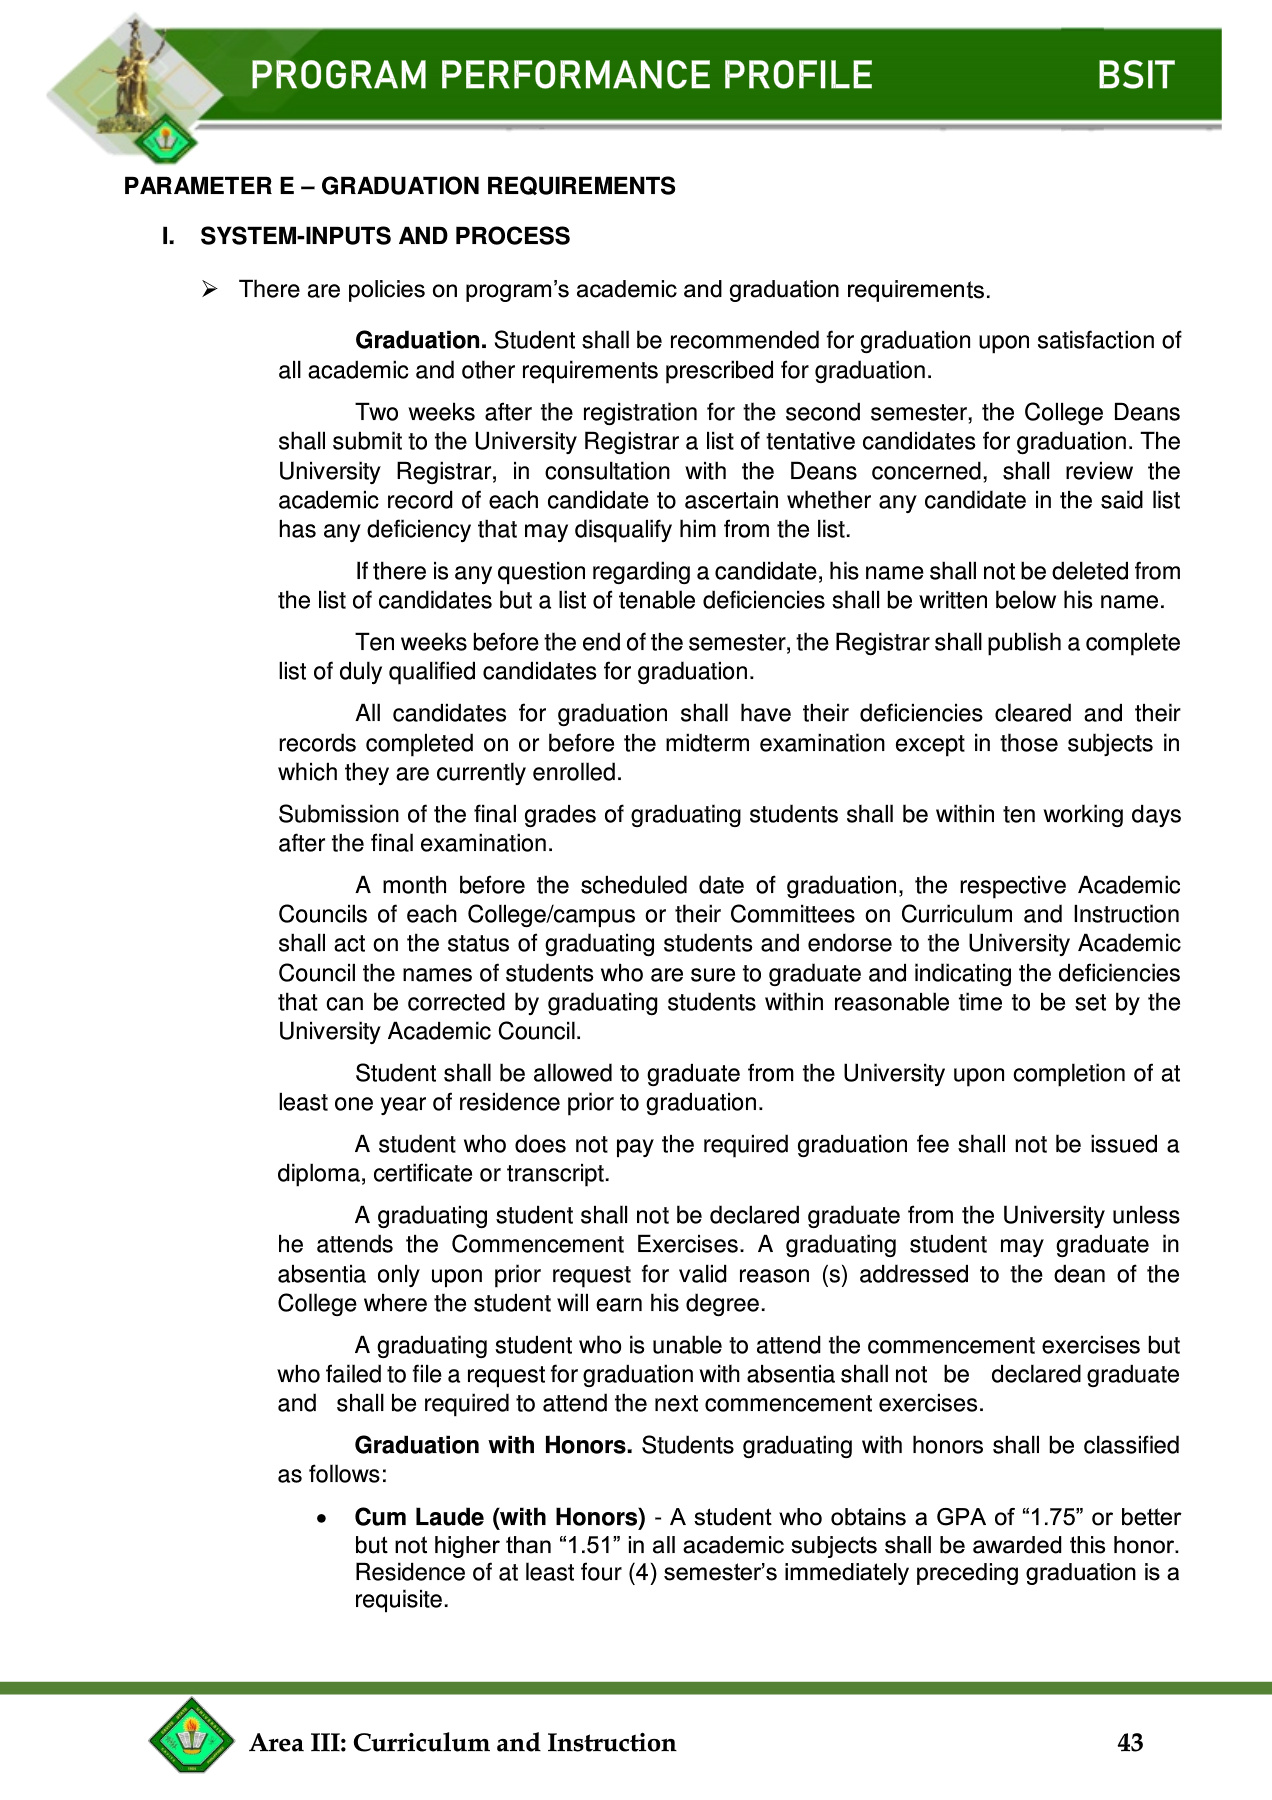 PROGRAM PERFORMANCE PROFILE BSIT
PARAMETER E – GRADUATION REQUIREMENTS
I. SYSTEM-INPUTS AND PROCESS
➢ There are policies on program’s academic and graduation requirements.
Graduation. Student shall be recommended for graduation upon satisfaction of
all academic and other requirements prescribed for graduation.
Two weeks after the registration for the second semester, the College Deans
shall submit to the University Registrar a list of tentative candidates for graduation. The
University Registrar, in consultation with the Deans concerned, shall review the
academic record of each candidate to ascertain whether any candidate in the said list
has any deficiency that may disqualify him from the list.
If there is any question regarding a candidate, his name shall not be deleted from
the list of candidates but a list of tenable deficiencies shall be written below his name.
Ten weeks before the end of the semester, the Registrar shall publish a complete
list of duly qualified candidates for graduation.
All candidates for graduation shall have their deficiencies cleared and their
records completed on or before the midterm examination except in those subjects in
which they are currently enrolled.
Submission of the final grades of graduating students shall be within ten working days
after the final examination.
A month before the scheduled date of graduation, the respective Academic
Councils of each College/campus or their Committees on Curriculum and Instruction
shall act on the status of graduating students and endorse to the University Academic
Council the names of students who are sure to graduate and indicating the deficiencies
that can be corrected by graduating students within reasonable time to be set by the
University Academic Council.
Student shall be allowed to graduate from the University upon completion of at
least one year of residence prior to graduation.
A student who does not pay the required graduation fee shall not be issued a
diploma, certificate or transcript.
A graduating student shall not be declared graduate from the University unless
he attends the Commencement Exercises. A graduating student may graduate in
absentia only upon prior request for valid reason (s) addressed to the dean of the
College where the student will earn his degree.
A graduating student who is unable to attend the commencement exercises but
who failed to file a request for graduation with absentia shall not be declared graduate
and shall be required to attend the next commencement exercises.
Graduation with Honors. Students graduating with honors shall be classified
as follows:
• Cum Laude (with Honors) - A student who obtains a GPA of “1.75” or better
but not higher than “1.51” in all academic subjects shall be awarded this honor.
Residence of at least four (4) semester’s immediately preceding graduation is a
requisite.
Area III: Curriculum and Instruction 43